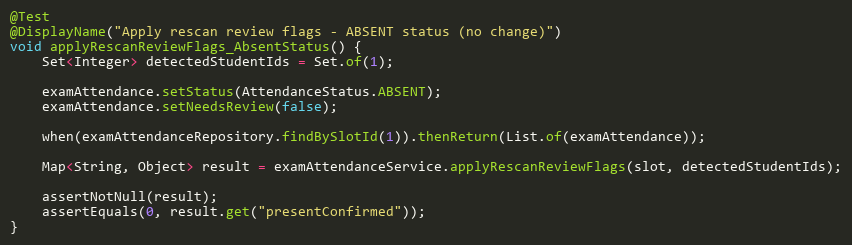 @Test
@DisplayName("Apply rescan review flags - ABSENT status (no change)")
void applyRescanReviewFlags_AbsentStatus() {
    Set<Integer> detectedStudentIds = Set.of(1);

    examAttendance.setStatus(AttendanceStatus.ABSENT);
    examAttendance.setNeedsReview(false);

    when(examAttendanceRepository.findBySlotId(1)).thenReturn(List.of(examAttendance));

    Map<String, Object> result = examAttendanceService.applyRescanReviewFlags(slot, detectedStudentIds);

    assertNotNull(result);
    assertEquals(0, result.get("presentConfirmed"));
}